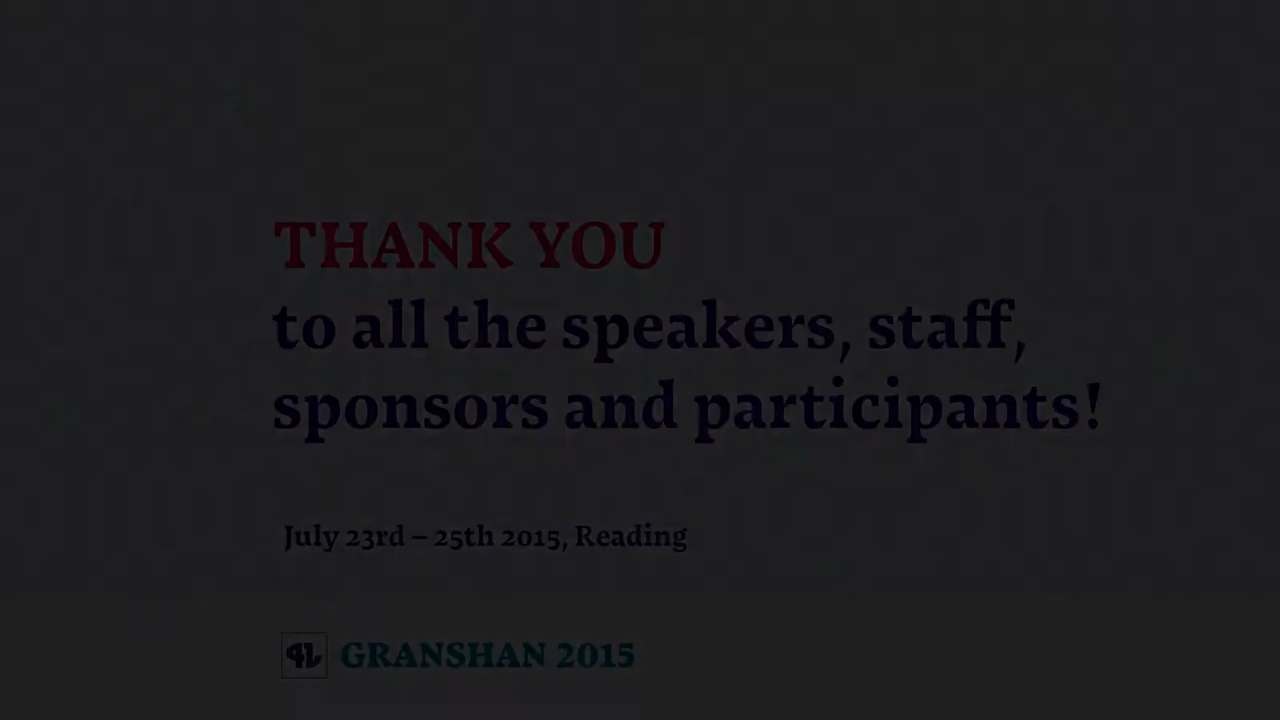 THANK YOU
to all the speakers, staff,
sponsors and participants!
July 23rd – 25th 2015, Reading
GRANSHAN 2015